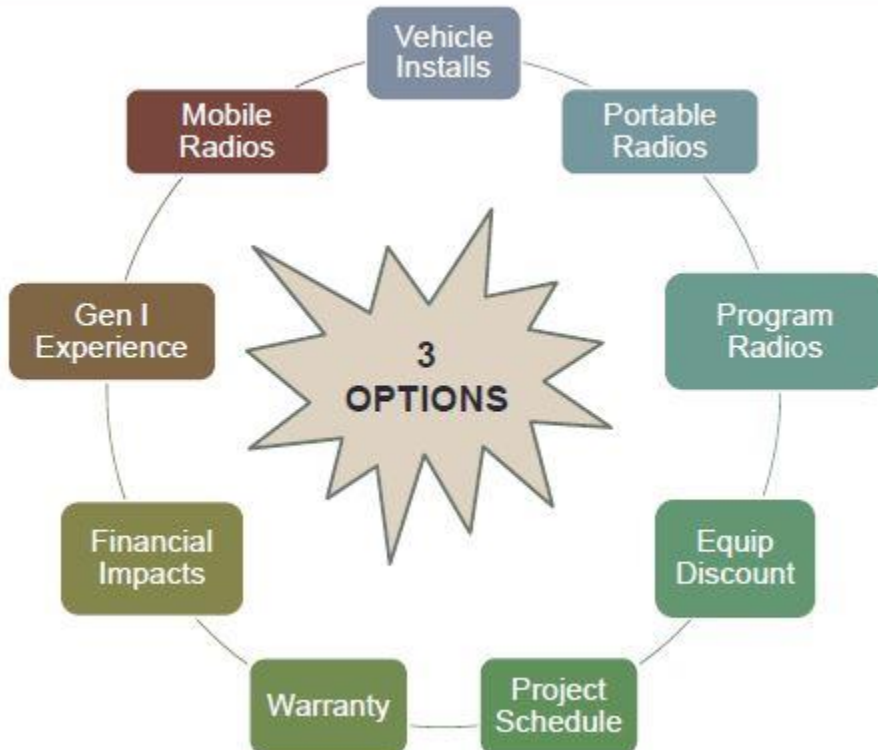 Vehicle
Installs
Portable
Radios
Program
Radios
Equip
Discount
Project
Schedule
Warranty
Financial
Impacts
Gen I
Experience
Mobile
Radios
3
OPTIONS